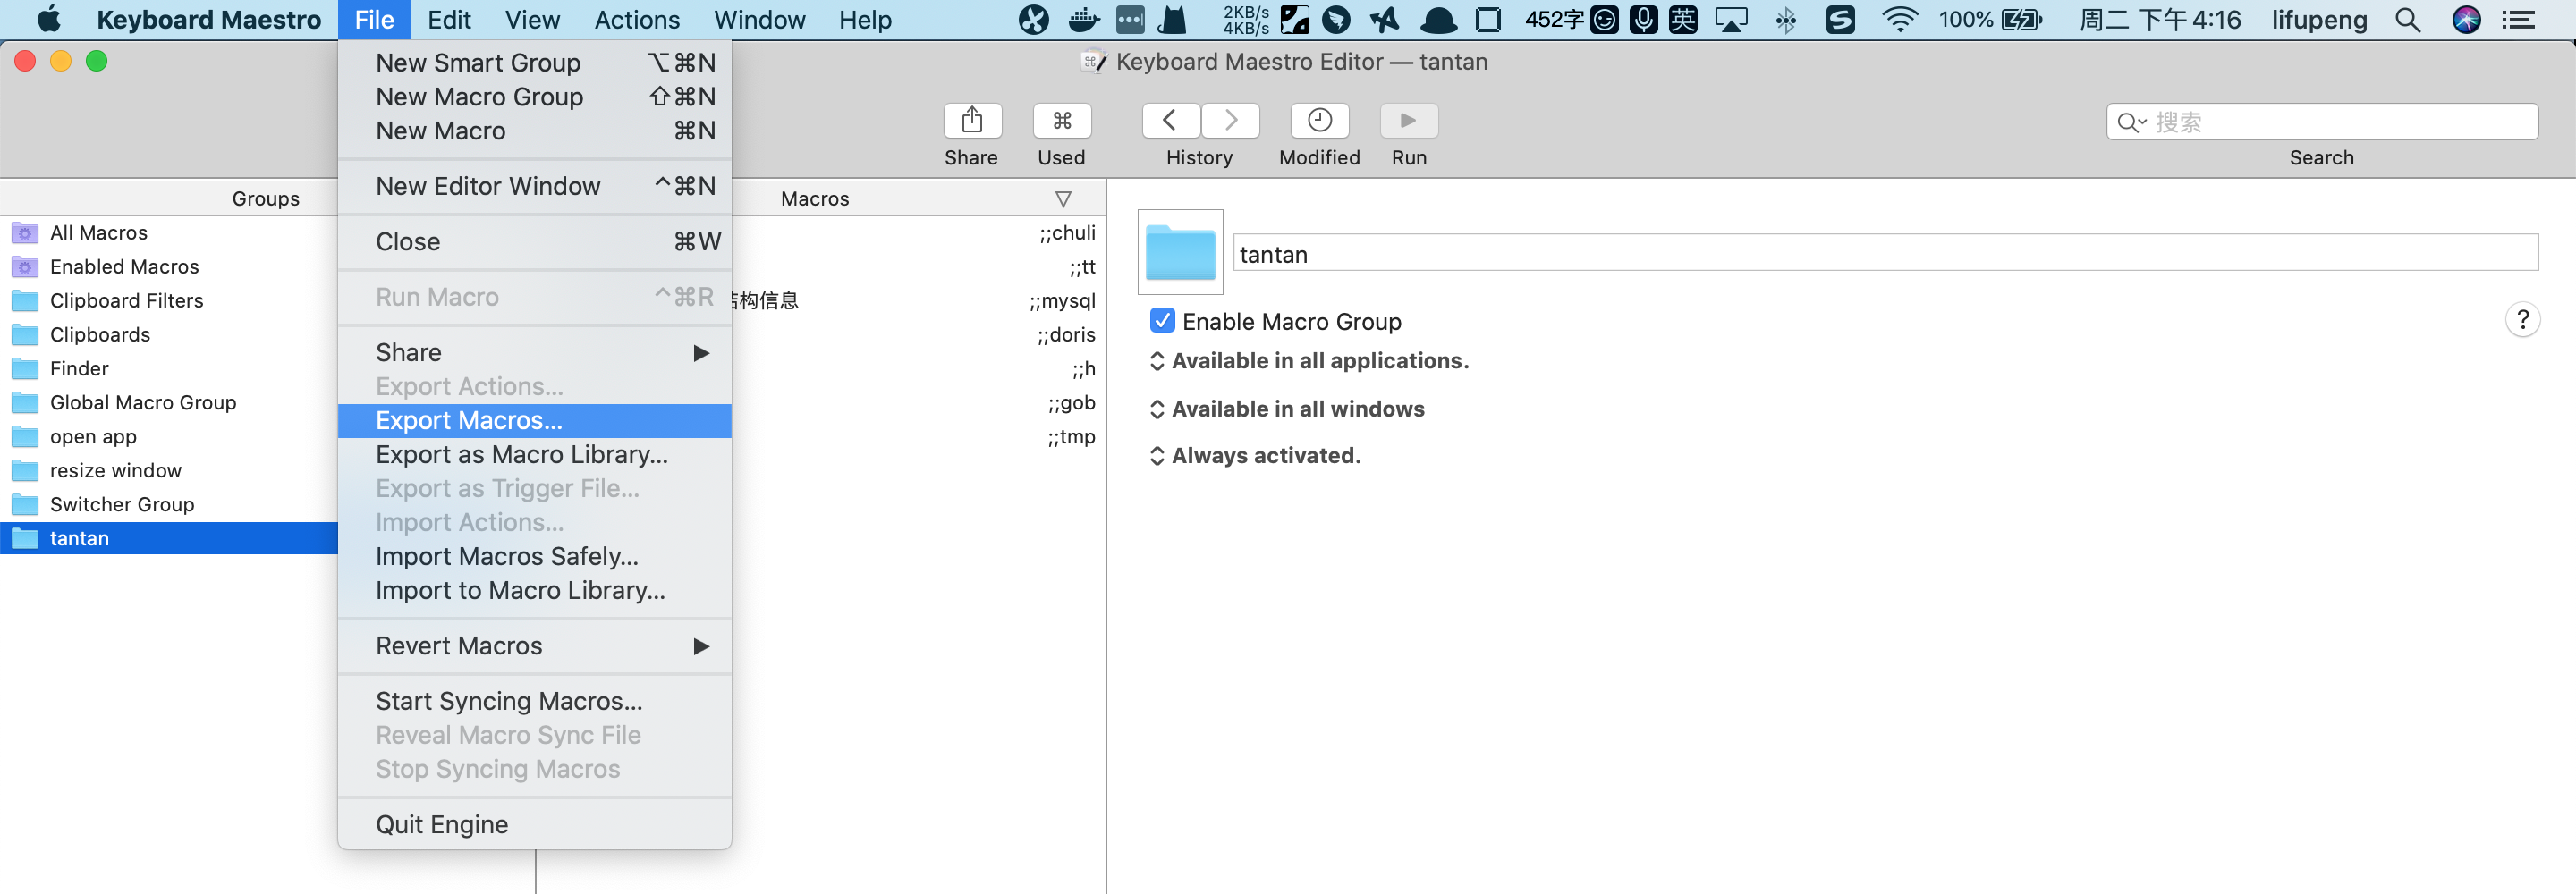 Keyboard Maestro File Edit View Actions Window Help 2KB/s 4KB/s 452字 英 100% 周二 下午4:16 lifupeng
Keyboard Maestro Editor — tantan
Share Used History Modified Run 搜索 Search
Groups Macros
All Macros
Enabled Macros
Clipboard Filters
Clipboards
Finder
Global Macro Group
open app
resize window
Switcher Group
tantan
New Smart Group ⌥⌘N
New Macro Group ⇧⌘N
New Macro ⌘N
New Editor Window ^⌘N
Close ⌘W
Run Macro ^⌘R
Share
Export Actions...
Export Macros...
Export as Macro Library...
Export as Trigger File...
Import Actions...
Import Macros Safely...
Import to Macro Library...
Revert Macros
Start Syncing Macros...
Reveal Macro Sync File
Stop Syncing Macros
Quit Engine
;;chuli
;;tt
构信息 ;;mysql
;;doris
;;h
;;gob
;;tmp
tantan
Enable Macro Group ?
Available in all applications.
Available in all windows
Always activated.